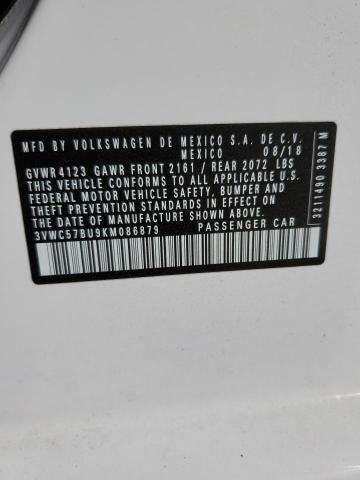 MFD BY VOLKSWAGEN DE MEXICO S.A. DE C.V.
MEXICO 08/18
GVWR 4123 GAWR FRONT 2161 / REAR 2072 LBS
THIS VEHICLE CONFORMS TO ALL APPLICABLE U.S.
FEDERAL MOTOR VEHICLE SAFETY, BUMPER AND
THEFT PREVENTION STANDARDS IN EFFECT ON THE
DATE OF MANUFACTURE SHOWN ABOVE.
3VWC57BU9KM086879 PASSENGER CAR
3211490 3387 M